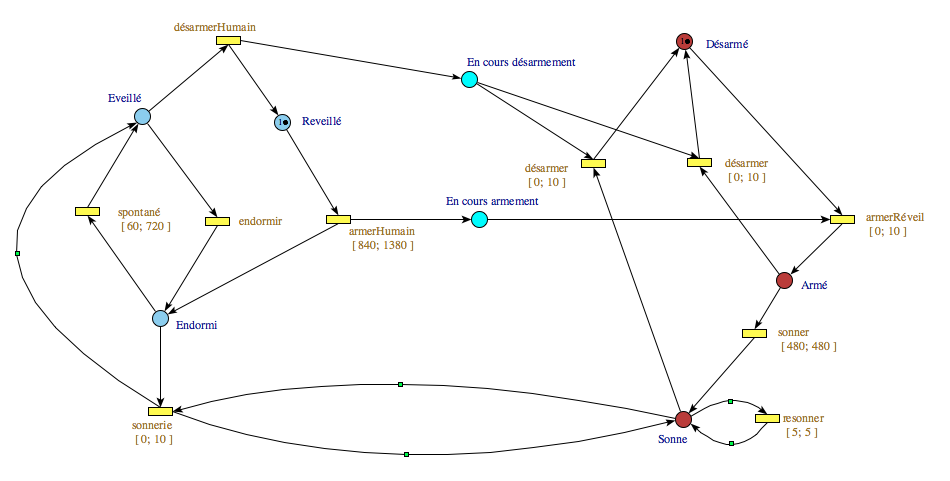 désarmerHumain
Désarmé
En cours désarmement
Eveillé
Reveillé
désarmer
[ 0; 10 ]
désarmer
[ 0; 10 ]
En cours armement
spontané
[ 60; 720 ]
endormir
armerHumain
[ 840; 1380 ]
armerRéveil
[ 0; 10 ]
Armé
Endormi
sonner
[ 480; 480 ]
sonnerie
[ 0; 10 ]
Sonne
resonner
[ 5; 5 ]